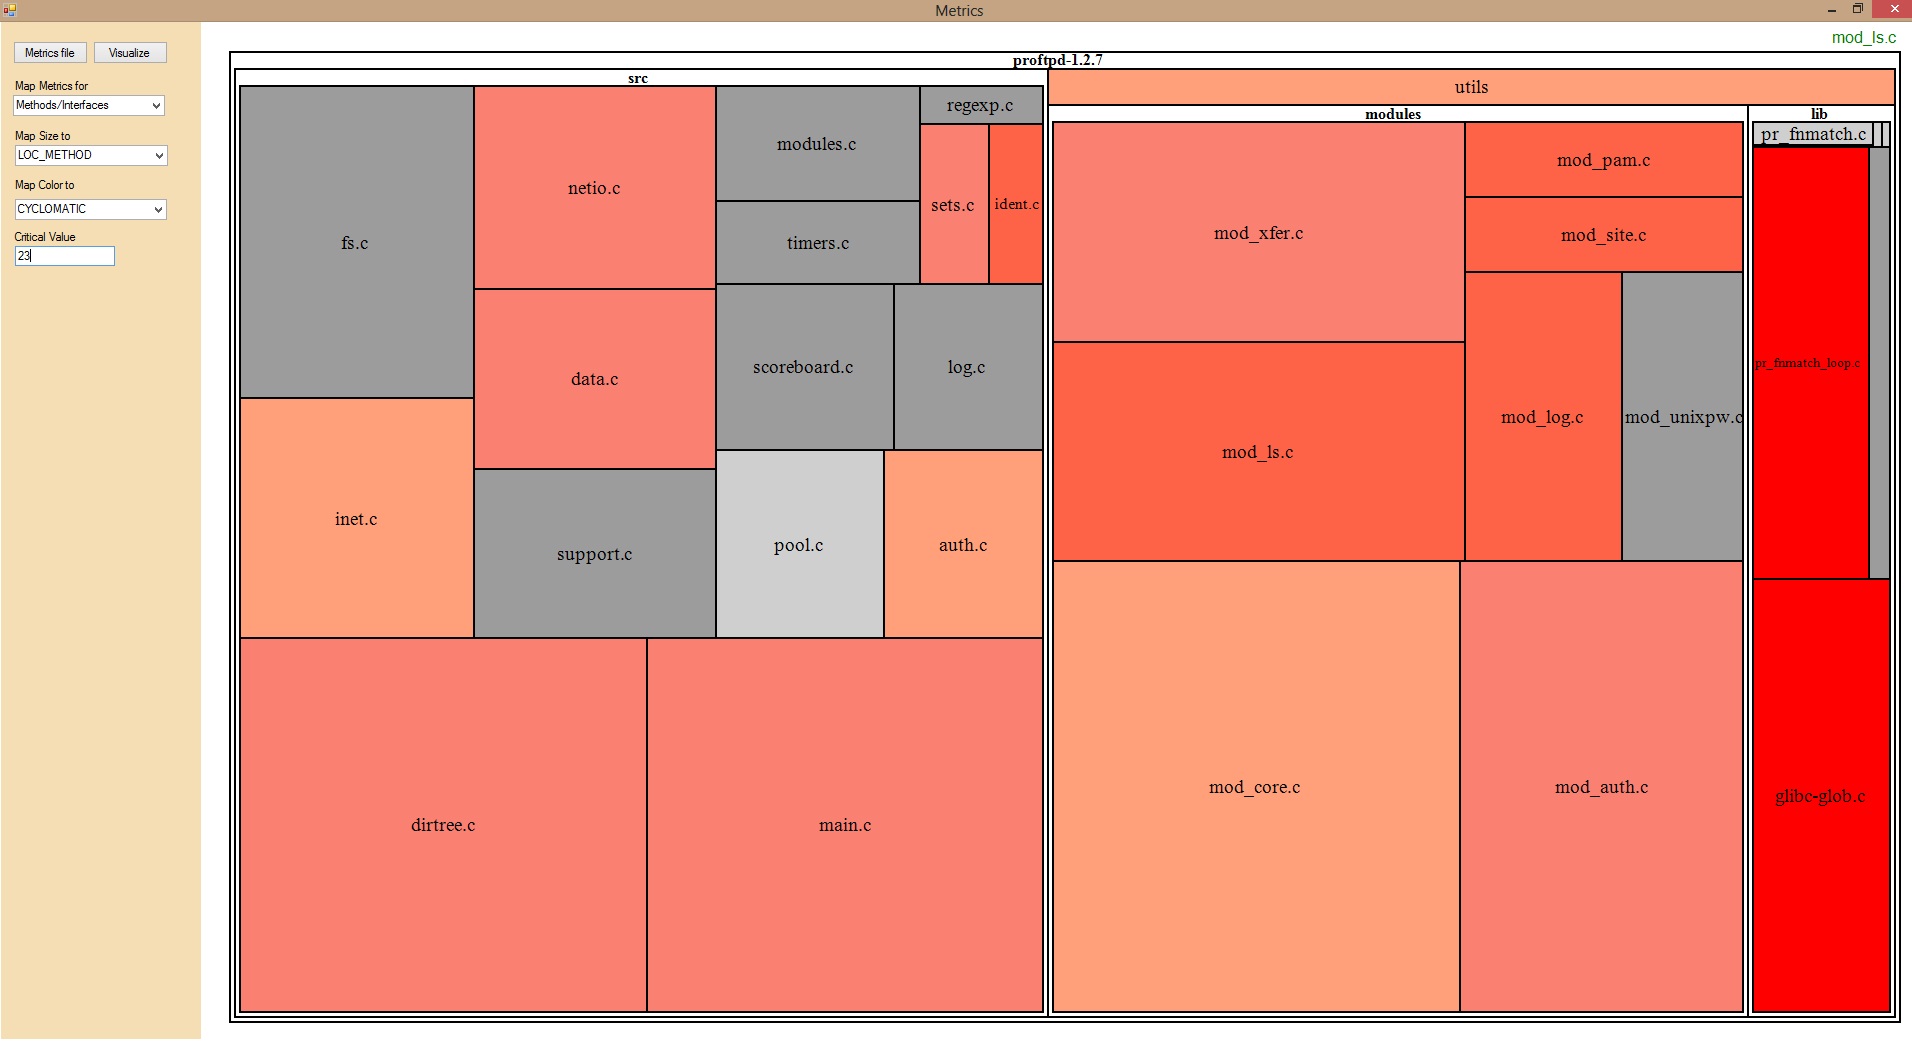 Metrics
Metrics file
Visualize
Map Metrics for
Methods/Interfaces
Map Size to
LOC_METHOD
Map Color to
CYCLOMATIC
Critical Value
23
mod_ls.c
proftpd-1.2.7
src
fs.c
netio.c
modules.c
regexp.c
timers.c
sets.c
ident.c
data.c
scoreboard.c
log.c
inet.c
support.c
pool.c
auth.c
dirtree.c
main.c
utils
modules
mod_xfer.c
mod_pam.c
mod_site.c
mod_ls.c
mod_log.c
mod_unixpw.c
mod_core.c
mod_auth.c
lib
pr_fnmatch.c
pr_fnmatch_loop.c
glibc-glob.c